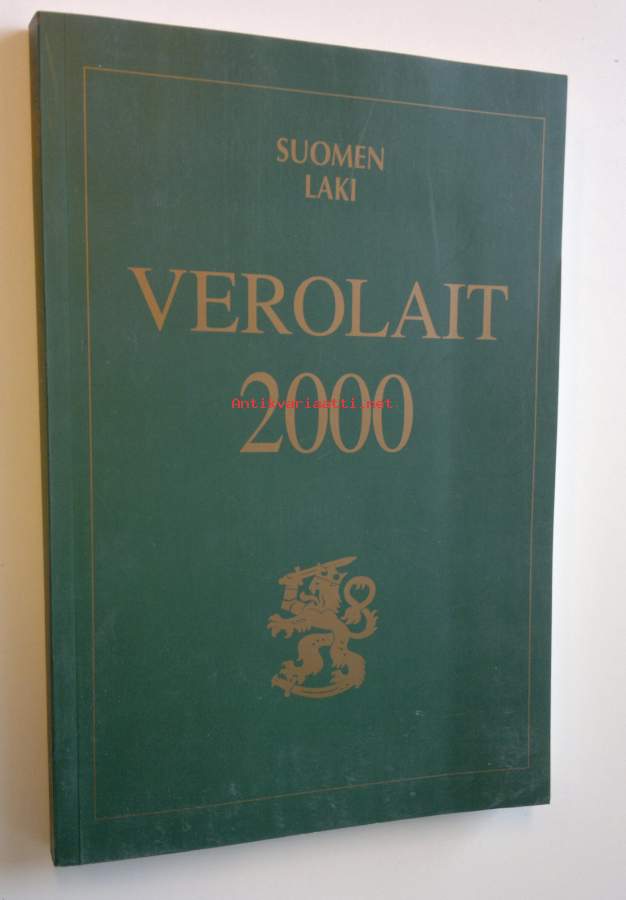 SUOMEN
LAKI
VEROLAIT
Antikvariaatti.net
2000